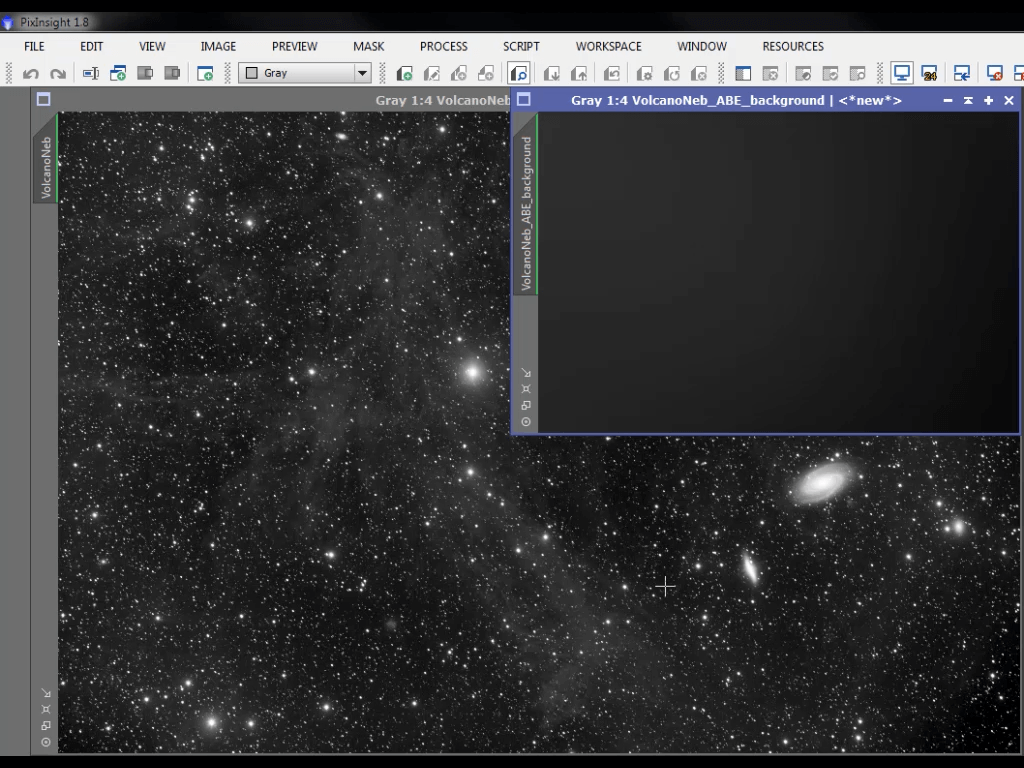 PixInsight 1.8
FILE EDIT VIEW IMAGE PREVIEW MASK PROCESS SCRIPT WORKSPACE WINDOW RESOURCES
Gray
24
Gray 1:4 VolcanoNeb
Gray 1:4 VolcanoNeb_ABE_background | <*new*>
VolcanoNeb
VolcanoNeb_ABE_background